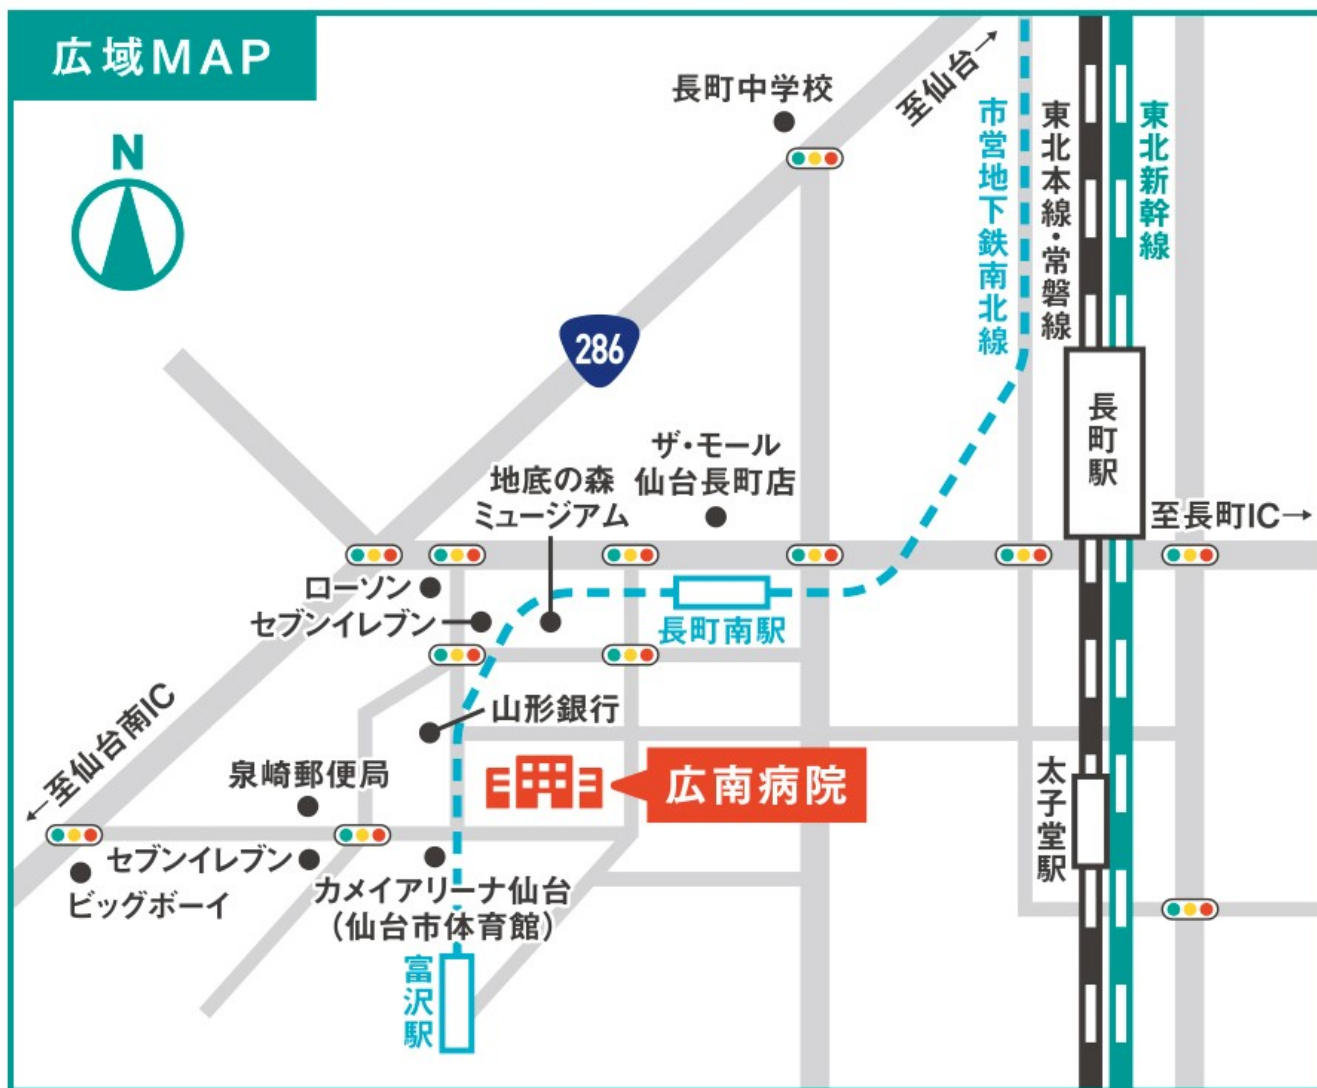 広域MAP
N
長町中学校
至仙台→
市営地下鉄南北線
東北本線・常磐線
東北新幹線
286
長町駅
ザ・モール
仙台長町店
地底の森
ミュージアム
至長町IC→
ローソン
セブンイレブン
長町南駅
山形銀行
←至仙台南IC
泉崎郵便局
広南病院
太子堂駅
セブンイレブン
ビッグボーイ
カメイアリーナ仙台
(仙台市体育館)
富沢駅